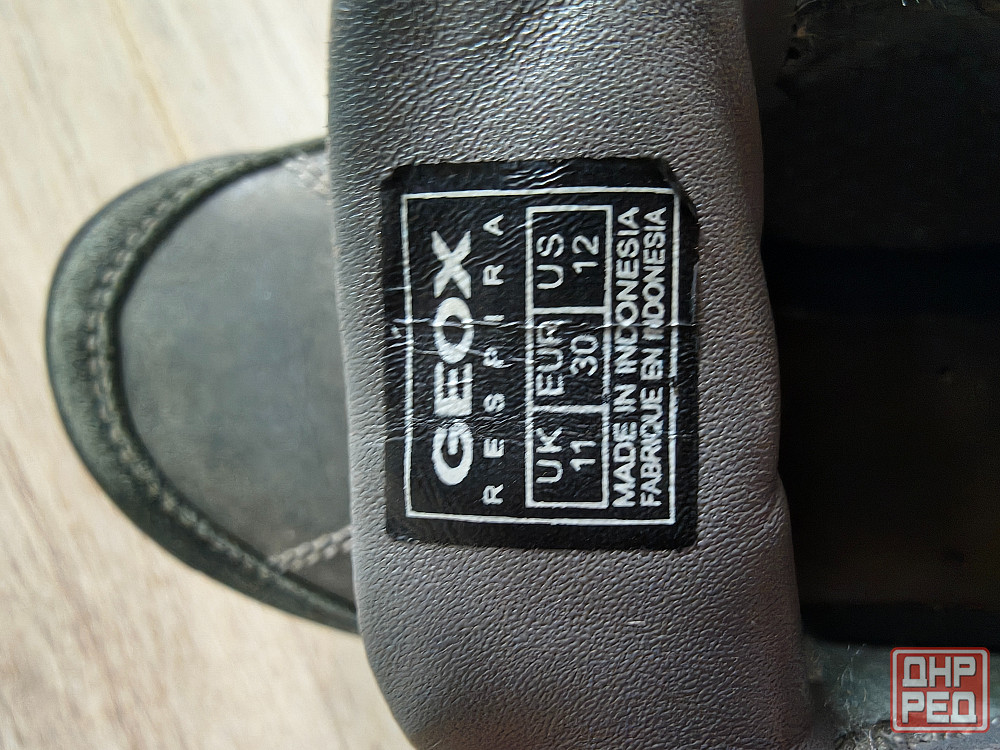 GEOX
RESPIRA
UK EUR US
11 30 12
MADE IN INDONESIA
FABRIQUE EN INDONESIA
ДНР
РЕД